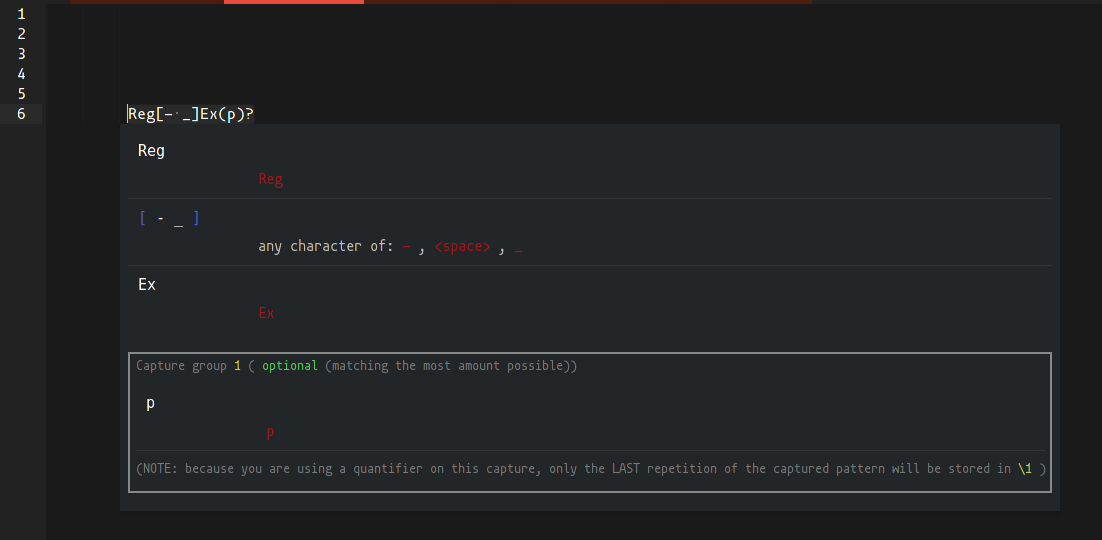 1
2
3
4
5
6 Reg[- _]Ex(p)?
Reg
Reg
[ - _ ]
any character of: - , <space> , _
Ex
Ex
Capture group 1 ( optional (matching the most amount possible))
p
p
(NOTE: because you are using a quantifier on this capture, only the LAST repetition of the captured pattern will be stored in \1 )